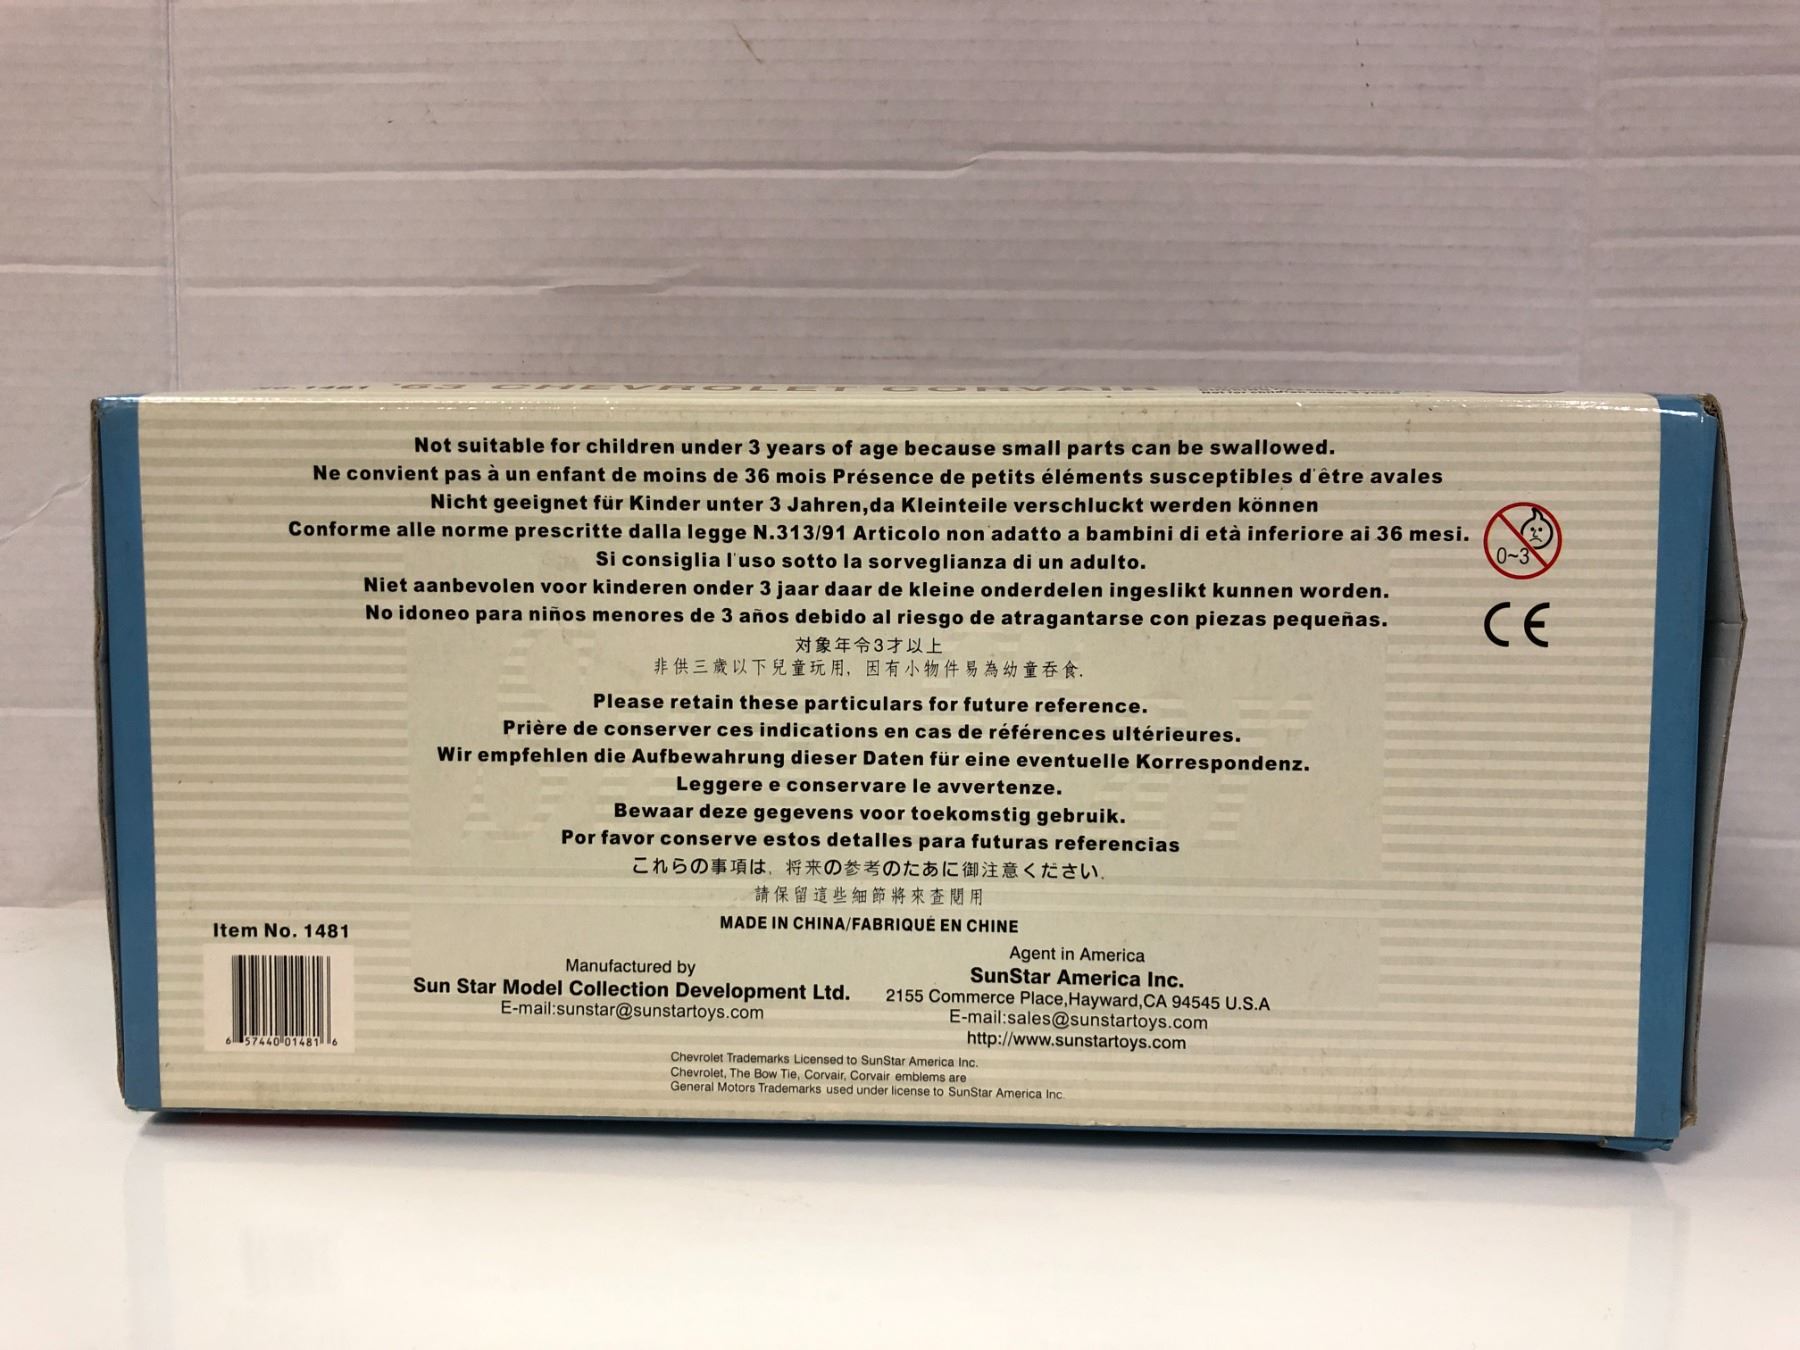 '63 CHEVROLET CORVAIR
Not suitable for children under 3 years of age because small parts can be swallowed.
Ne convient pas à un enfant de moins de 36 mois Présence de petits éléments susceptibles d'être avales
Nicht geeignet für Kinder unter 3 Jahren,da Kleinteile verschluckt werden können
Conforme alle norme prescritte dalla legge N.313/91 Articolo non adatto a bambini di età inferiore ai 36 mesi.
Si consiglia l'uso sotto la sorveglianza di un adulto.
Niet aanbevolen voor kinderen onder 3 jaar daar de kleine onderdelen ingeslikt kunnen worden.
No idoneo para niños menores de 3 años debido al riesgo de atragantarse con piezas pequeñas.
対象年令3才以上
非供三歲以下兒童玩用, 因有小物件易為幼童吞食.
0~3
CE
Please retain these particulars for future reference.
Prière de conserver ces indications en cas de références ultérieures.
Wir empfehlen die Aufbewahrung dieser Daten für eine eventuelle Korrespondenz.
Leggere e conservare le avvertenze.
Bewaar deze gegevens voor toekomstig gebruik.
Por favor conserve estos detalles para futuras referencias
これらの事項は, 将来の参考のたあに御注意ください.
請保留這些細節將來查閱用
MADE IN CHINA/FABRIQUÉ EN CHINE
Item No. 1481
6 57440 01481 6
Manufactured by
Sun Star Model Collection Development Ltd.
E-mail:sunstar@sunstartoys.com
Agent in America
SunStar America Inc.
2155 Commerce Place,Hayward,CA 94545 U.S.A
E-mail:sales@sunstartoys.com
http://www.sunstartoys.com
Chevrolet Trademarks Licensed to SunStar America Inc.
Chevrolet, The Bow Tie, Corvair, Corvair emblems are
General Motors Trademarks used under license to SunStar America Inc.